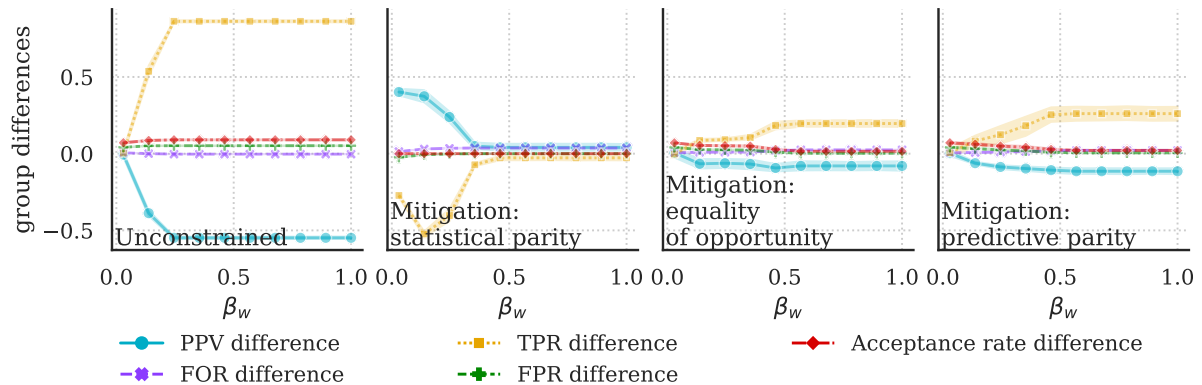 group differences
0.5
0.0
−0.5
Unconstrained
Mitigation:
statistical parity
Mitigation:
equality
of opportunity
Mitigation:
predictive parity
0.0 0.5 1.0
0.0 0.5 1.0
0.0 0.5 1.0
0.0 0.5 1.0
βw
βw
βw
βw
PPV difference
TPR difference
Acceptance rate difference
FOR difference
FPR difference